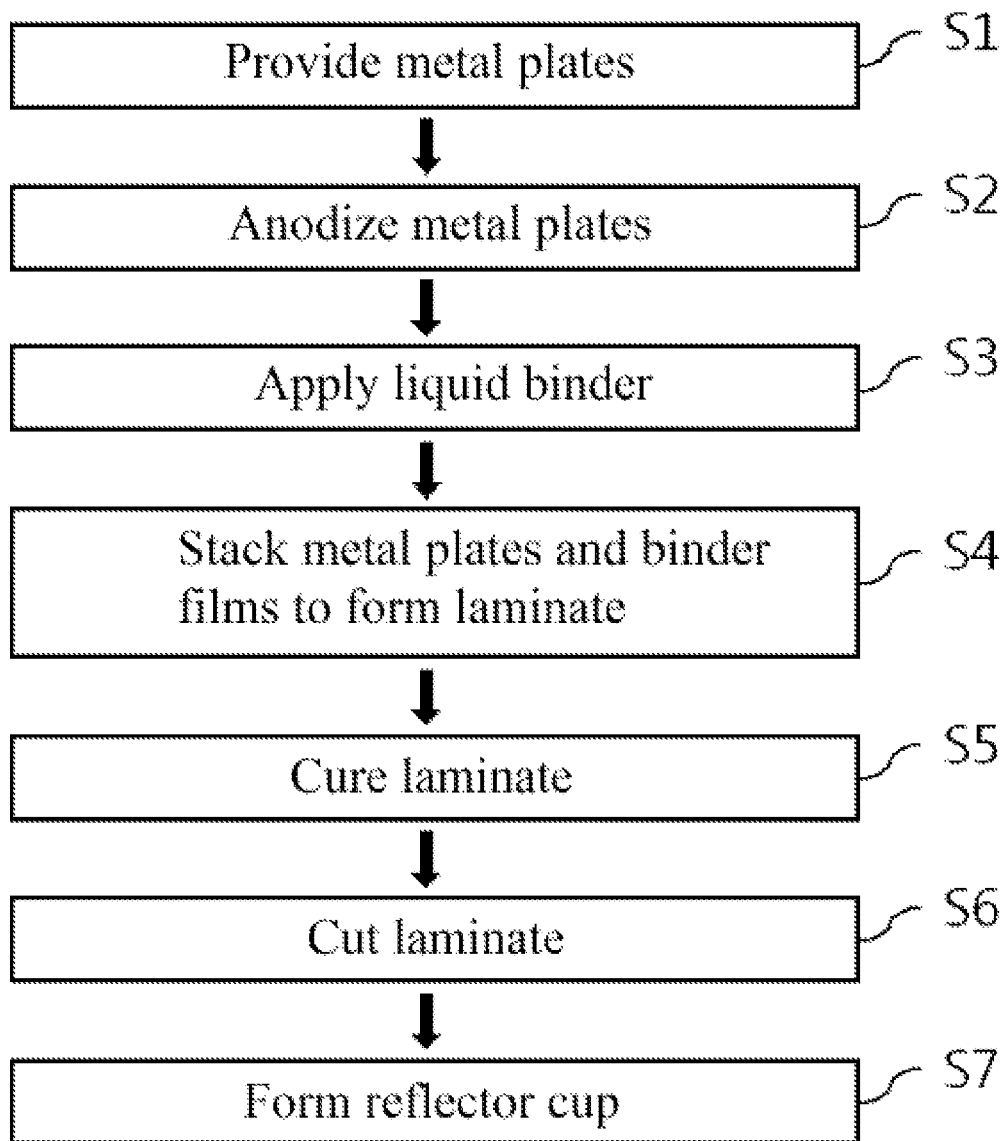 Provide metal plates S1
Anodize metal plates S2
Apply liquid binder S3
Stack metal plates and binder S4
films to form laminate
Cure laminate S5
Cut laminate S6
Form reflector cup S7